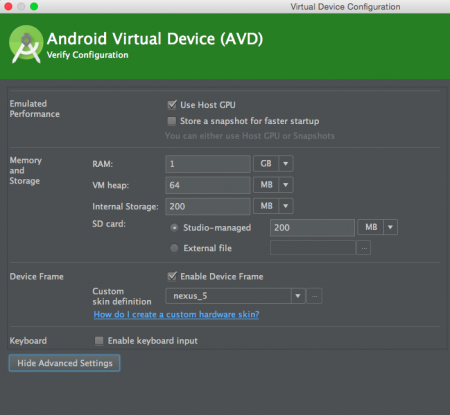 Virtual Device Configuration
Android Virtual Device (AVD)
Verify Configuration
Emulated
Performance
Use Host GPU
Store a snapshot for faster startup
You can either use Host GPU or Snapshots
Memory
and
Storage
RAM: 1 GB
VM heap: 64 MB
Internal Storage: 200 MB
SD card: Studio-managed 200 MB
External file ...
Device Frame Enable Device Frame
Custom
skin definition nexus_5 ...
How do I create a custom hardware skin?
Keyboard Enable keyboard input
Hide Advanced Settings